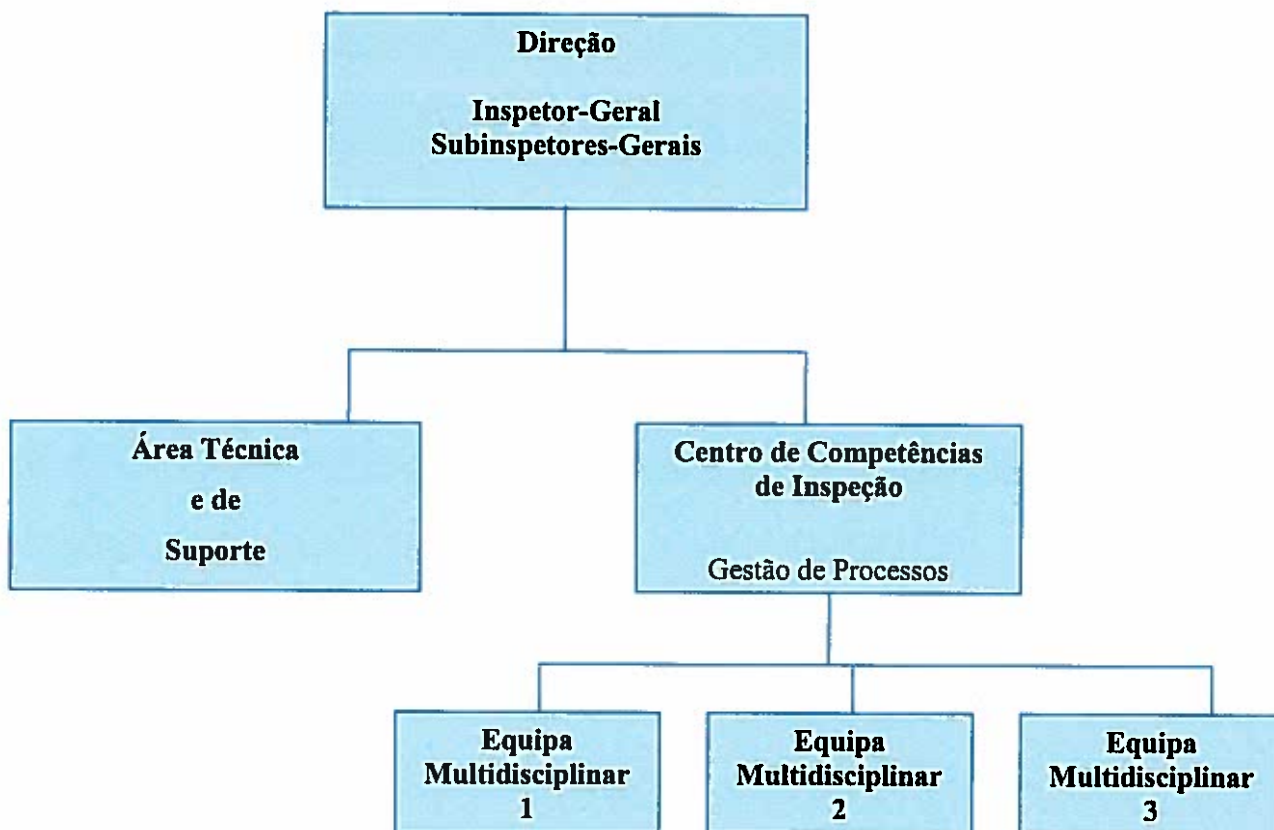 Direção
Inspetor-Geral
Subinspetores-Gerais
Área Técnica
e de
Suporte
Centro de Competências
de Inspeção
Gestão de Processos
Equipa
Multidisciplinar
1
Equipa
Multidisciplinar
2
Equipa
Multidisciplinar
3